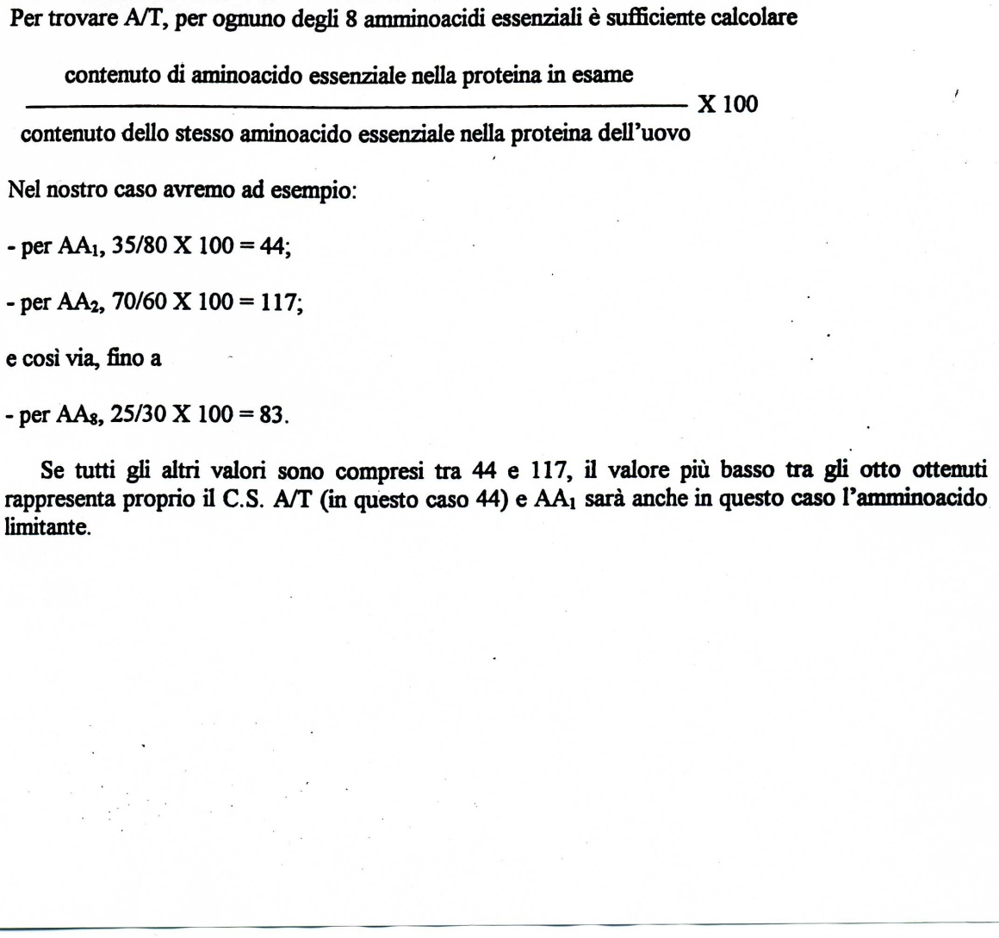 Per trovare A/T, per ognuno degli 8 amminoacidi essenziali è sufficiente calcolare
contenuto di aminoacido essenziale nella proteina in esame
X 100
contenuto dello stesso aminoacido essenziale nella proteina dell'uovo
Nel nostro caso avremo ad esempio:
- per AA₁, 35/80 X 100 = 44;
- per AA₂, 70/60 X 100 = 117;
e così via, fino a
- per AA₈, 25/30 X 100 = 83.
Se tutti gli altri valori sono compresi tra 44 e 117, il valore più basso tra gli otto ottenuti
rappresenta proprio il C.S. A/T (in questo caso 44) e AA₁ sarà anche in questo caso l'amminoacido
limitante.